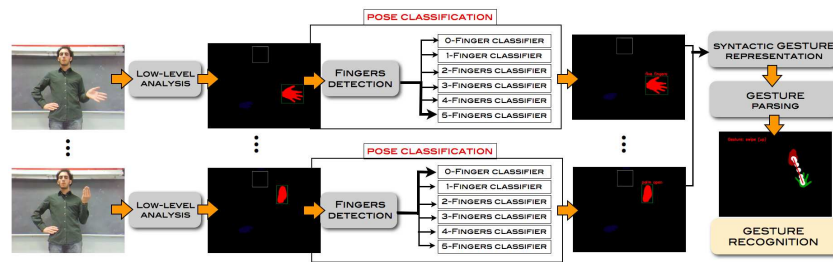 POSE CLASSIFICATION
LOW-LEVEL
ANALYSIS
FINGERS
DETECTION
0-FINGER CLASSIFIER
1-FINGER CLASSIFIER
2-FINGERS CLASSIFIER
3-FINGERS CLASSIFIER
4-FINGERS CLASSIFIER
5-FINGERS CLASSIFIER
SYNTACTIC GESTURE
REPRESENTATION
GESTURE
PARSING
POSE CLASSIFICATION
LOW-LEVEL
ANALYSIS
FINGERS
DETECTION
0-FINGER CLASSIFIER
1-FINGER CLASSIFIER
2-FINGERS CLASSIFIER
3-FINGERS CLASSIFIER
4-FINGERS CLASSIFIER
5-FINGERS CLASSIFIER
GESTURE
RECOGNITION